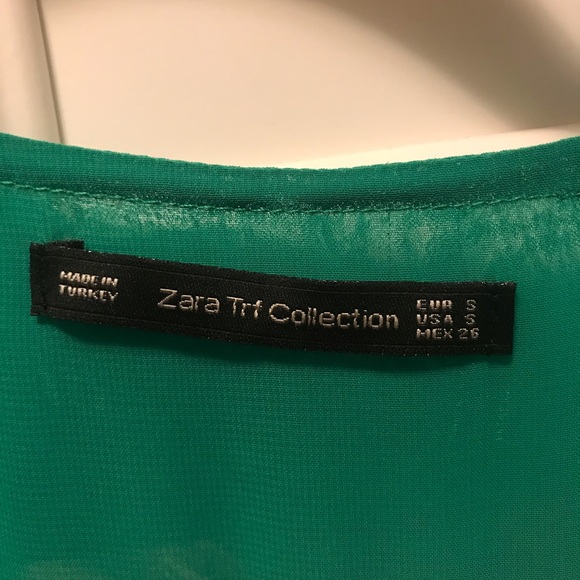 MADE IN
TURKEY
Zara Trf Collection
EUR S
USA S
MEX 26